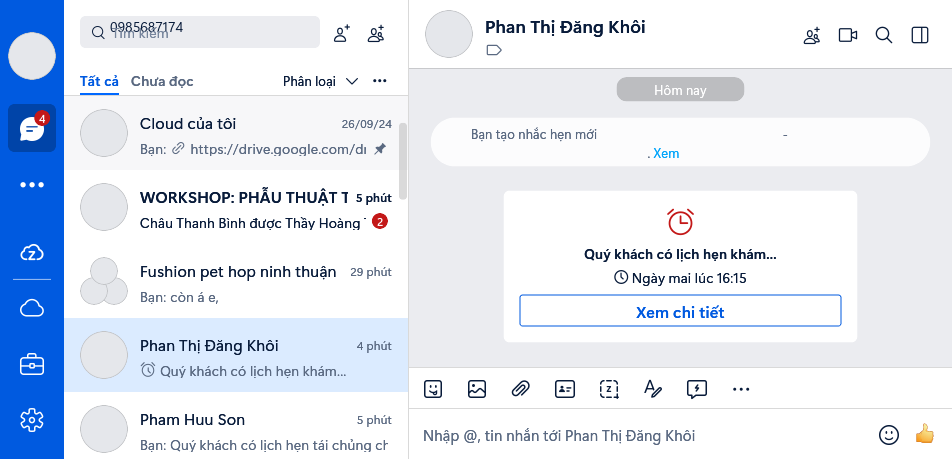 0985687174
Tìm kiếm
Tất cả
Chưa đọc
Phân loại
4
Cloud của tôi
26/09/24
Bạn: https://drive.google.com/dr
WORKSHOP: PHẪU THUẬT T
5 phút
Châu Thanh Bình được Thầy Hoàng
2
Fushion pet hop ninh thuận
29 phút
Bạn: còn á e,
Phan Thị Đăng Khôi
4 phút
Quý khách có lịch hẹn khám...
Pham Huu Son
5 phút
Bạn: Quý khách có lịch hẹn tái chủng ch
Phan Thị Đăng Khôi
Hôm nay
Bạn tạo nhắc hẹn mới -
. Xem
Quý khách có lịch hẹn khám...
Ngày mai lúc 16:15
Xem chi tiết
Nhập @, tin nhắn tới Phan Thị Đăng Khôi